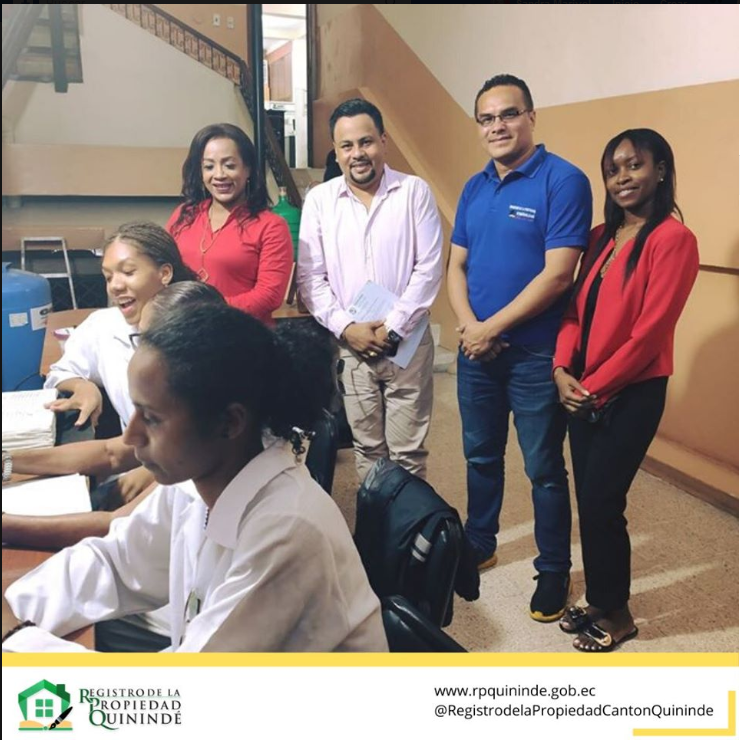 REGISTRO DE LA
PROPIEDAD
QUININDÉ
www.rpquininde.gob.ec
@RegistrodelaPropiedadCantonQuininde